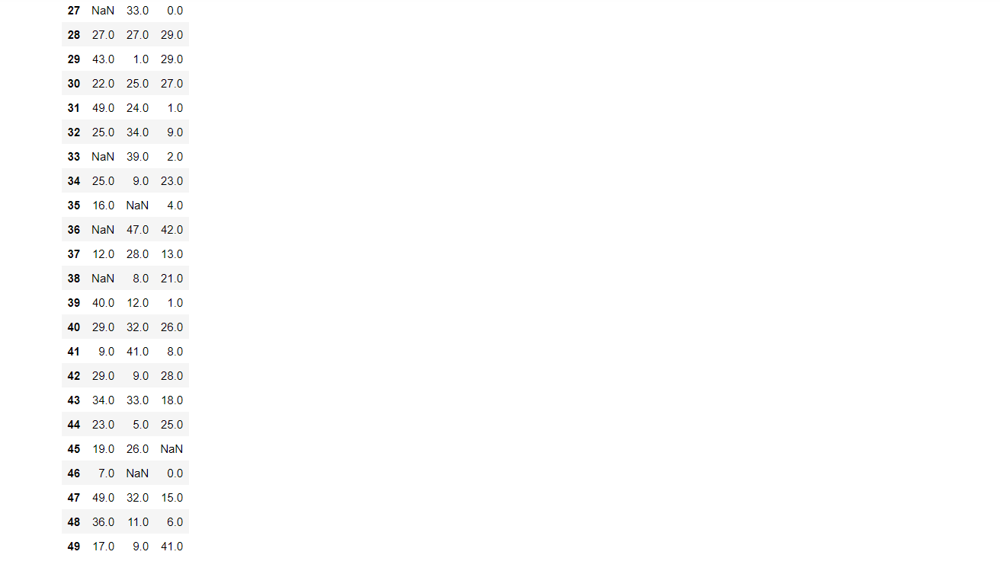 27 NaN 33.0 0.0
28 27.0 27.0 29.0
29 43.0 1.0 29.0
30 22.0 25.0 27.0
31 49.0 24.0 1.0
32 25.0 34.0 9.0
33 NaN 39.0 2.0
34 25.0 9.0 23.0
35 16.0 NaN 4.0
36 NaN 47.0 42.0
37 12.0 28.0 13.0
38 NaN 8.0 21.0
39 40.0 12.0 1.0
40 29.0 32.0 26.0
41 9.0 41.0 8.0
42 29.0 9.0 28.0
43 34.0 33.0 18.0
44 23.0 5.0 25.0
45 19.0 26.0 NaN
46 7.0 NaN 0.0
47 49.0 32.0 15.0
48 36.0 11.0 6.0
49 17.0 9.0 41.0